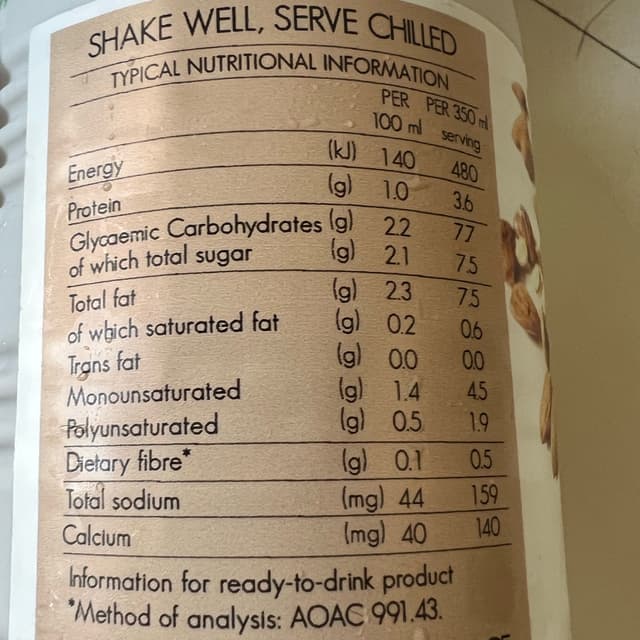 SHAKE WELL, SERVE CHILLED
TYPICAL NUTRITIONAL INFORMATION
PER 100 ml PER 350 ml serving
Energy (kJ) 140 480
Protein (g) 1.0 3.6
Glycaemic Carbohydrates (g) 2.2 7.7
of which total sugar (g) 2.1 7.5
Total fat (g) 2.3 7.5
of which saturated fat (g) 0.2 0.6
Trans fat (g) 0.0 0.0
Monounsaturated (g) 1.4 4.5
Polyunsaturated (g) 0.5 1.9
Dietary fibre* (g) 0.1 0.5
Total sodium (mg) 44 159
Calcium (mg) 40 140
Information for ready-to-drink product
*Method of analysis: AOAC 991.43.